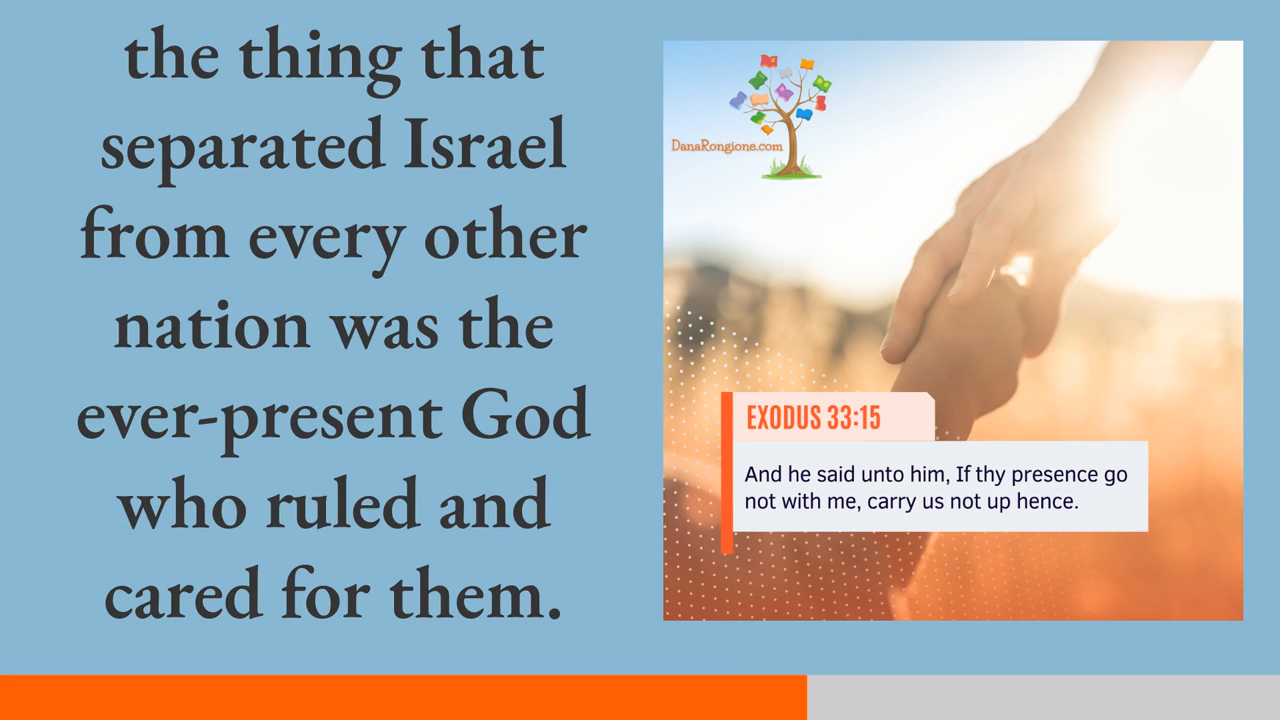 the thing that
separated Israel
from every other
nation was the
ever-present God
who ruled and
cared for them.
DanaRongione.com
EXODUS 33:15
And he said unto him, If thy presence go
not with me, carry us not up hence.